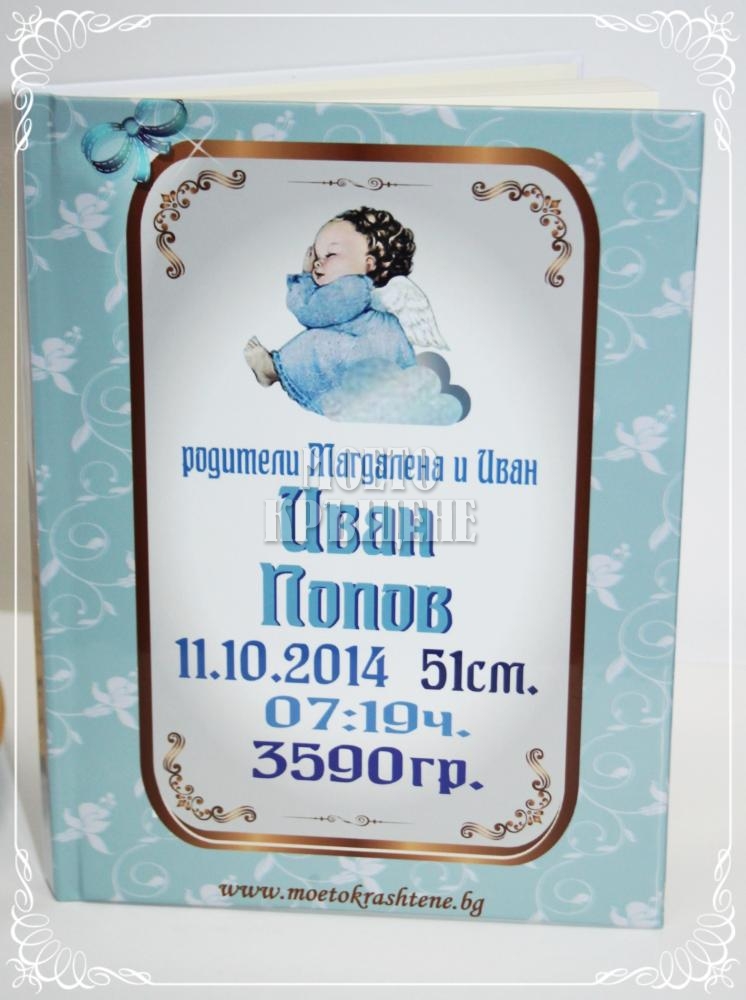 родители Магдалена и Иван
МОЕТО
КРЪЩЕНЕ
Иван
Попов
11.10.2014 51см.
07:19ч.
3590гр.
www.moetokrashtene.bg